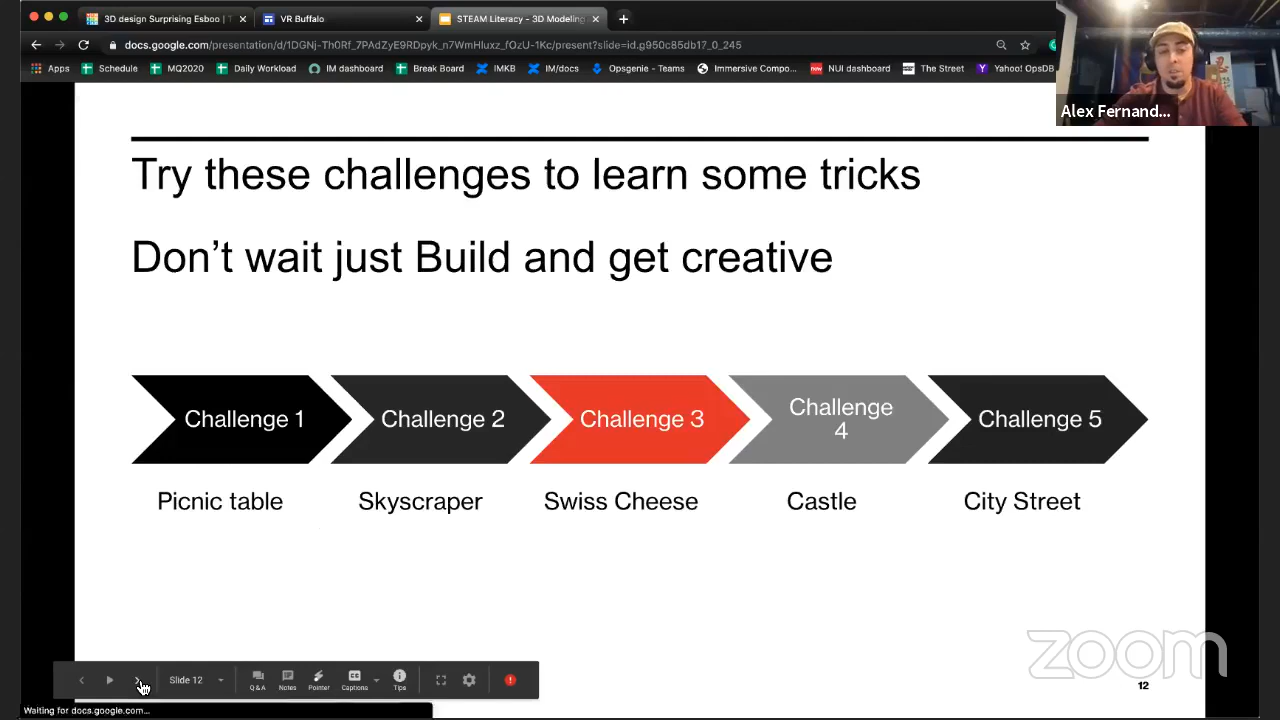 3D design Surprising Esboo | T
VR Buffalo
STEAM Literacy - 3D Modeling
docs.google.com/presentation/d/1DGNj-Th0Rf_7PAdZyE9RDpyk_n7WmHluxz_fOzU-1Kc/present?slide=id.g950c85db17_0_245
Apps
Schedule
MQ2020
Daily Workload
IM dashboard
Break Board
IMKB
IM/docs
Opsgenie - Teams
Immersive Compo...
NUI dashboard
The Street
Yahoo! OpsDB
Alex Fernand...
Try these challenges to learn some tricks
Don’t wait just Build and get creative
Challenge 1
Challenge 2
Challenge 3
Challenge
4
Challenge 5
Picnic table
Skyscraper
Swiss Cheese
Castle
City Street
zoom
Slide 12
Q&A
Notes
Pointer
Captions
Tips
12
Waiting for docs.google.com...